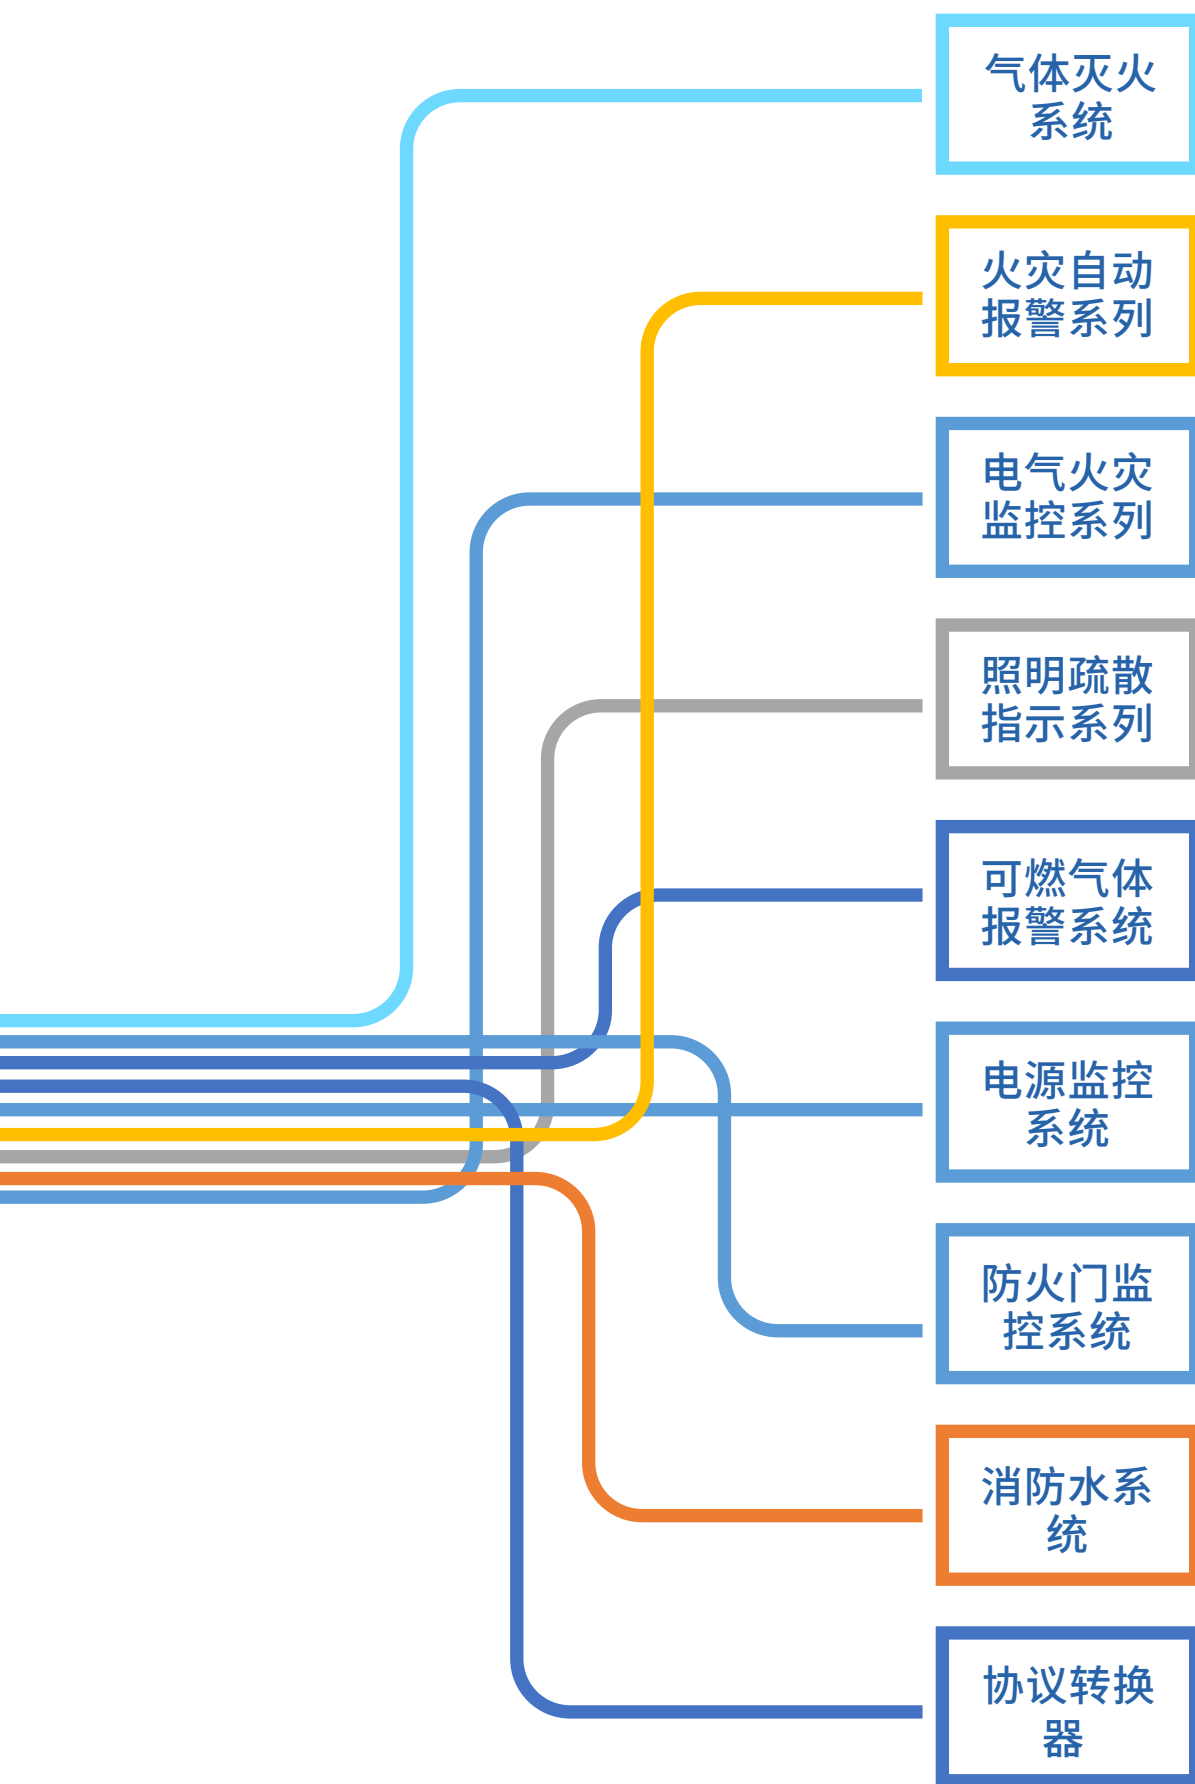 气体灭火
系统
火灾自动
报警系列
电气火灾
监控系列
照明疏散
指示系列
可燃气体
报警系统
电源监控
系统
防火门监
控系统
消防水系
统
协议转换
器